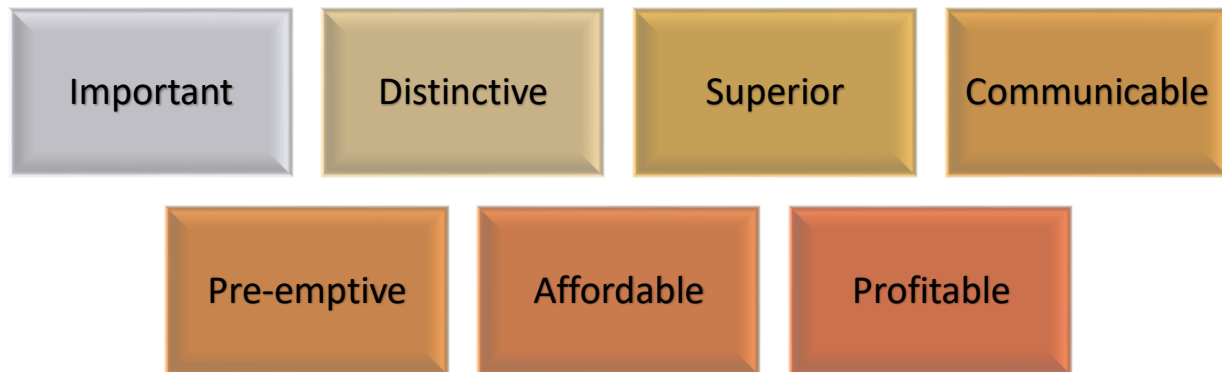 Important
Distinctive
Superior
Communicable
Pre-emptive
Affordable
Profitable